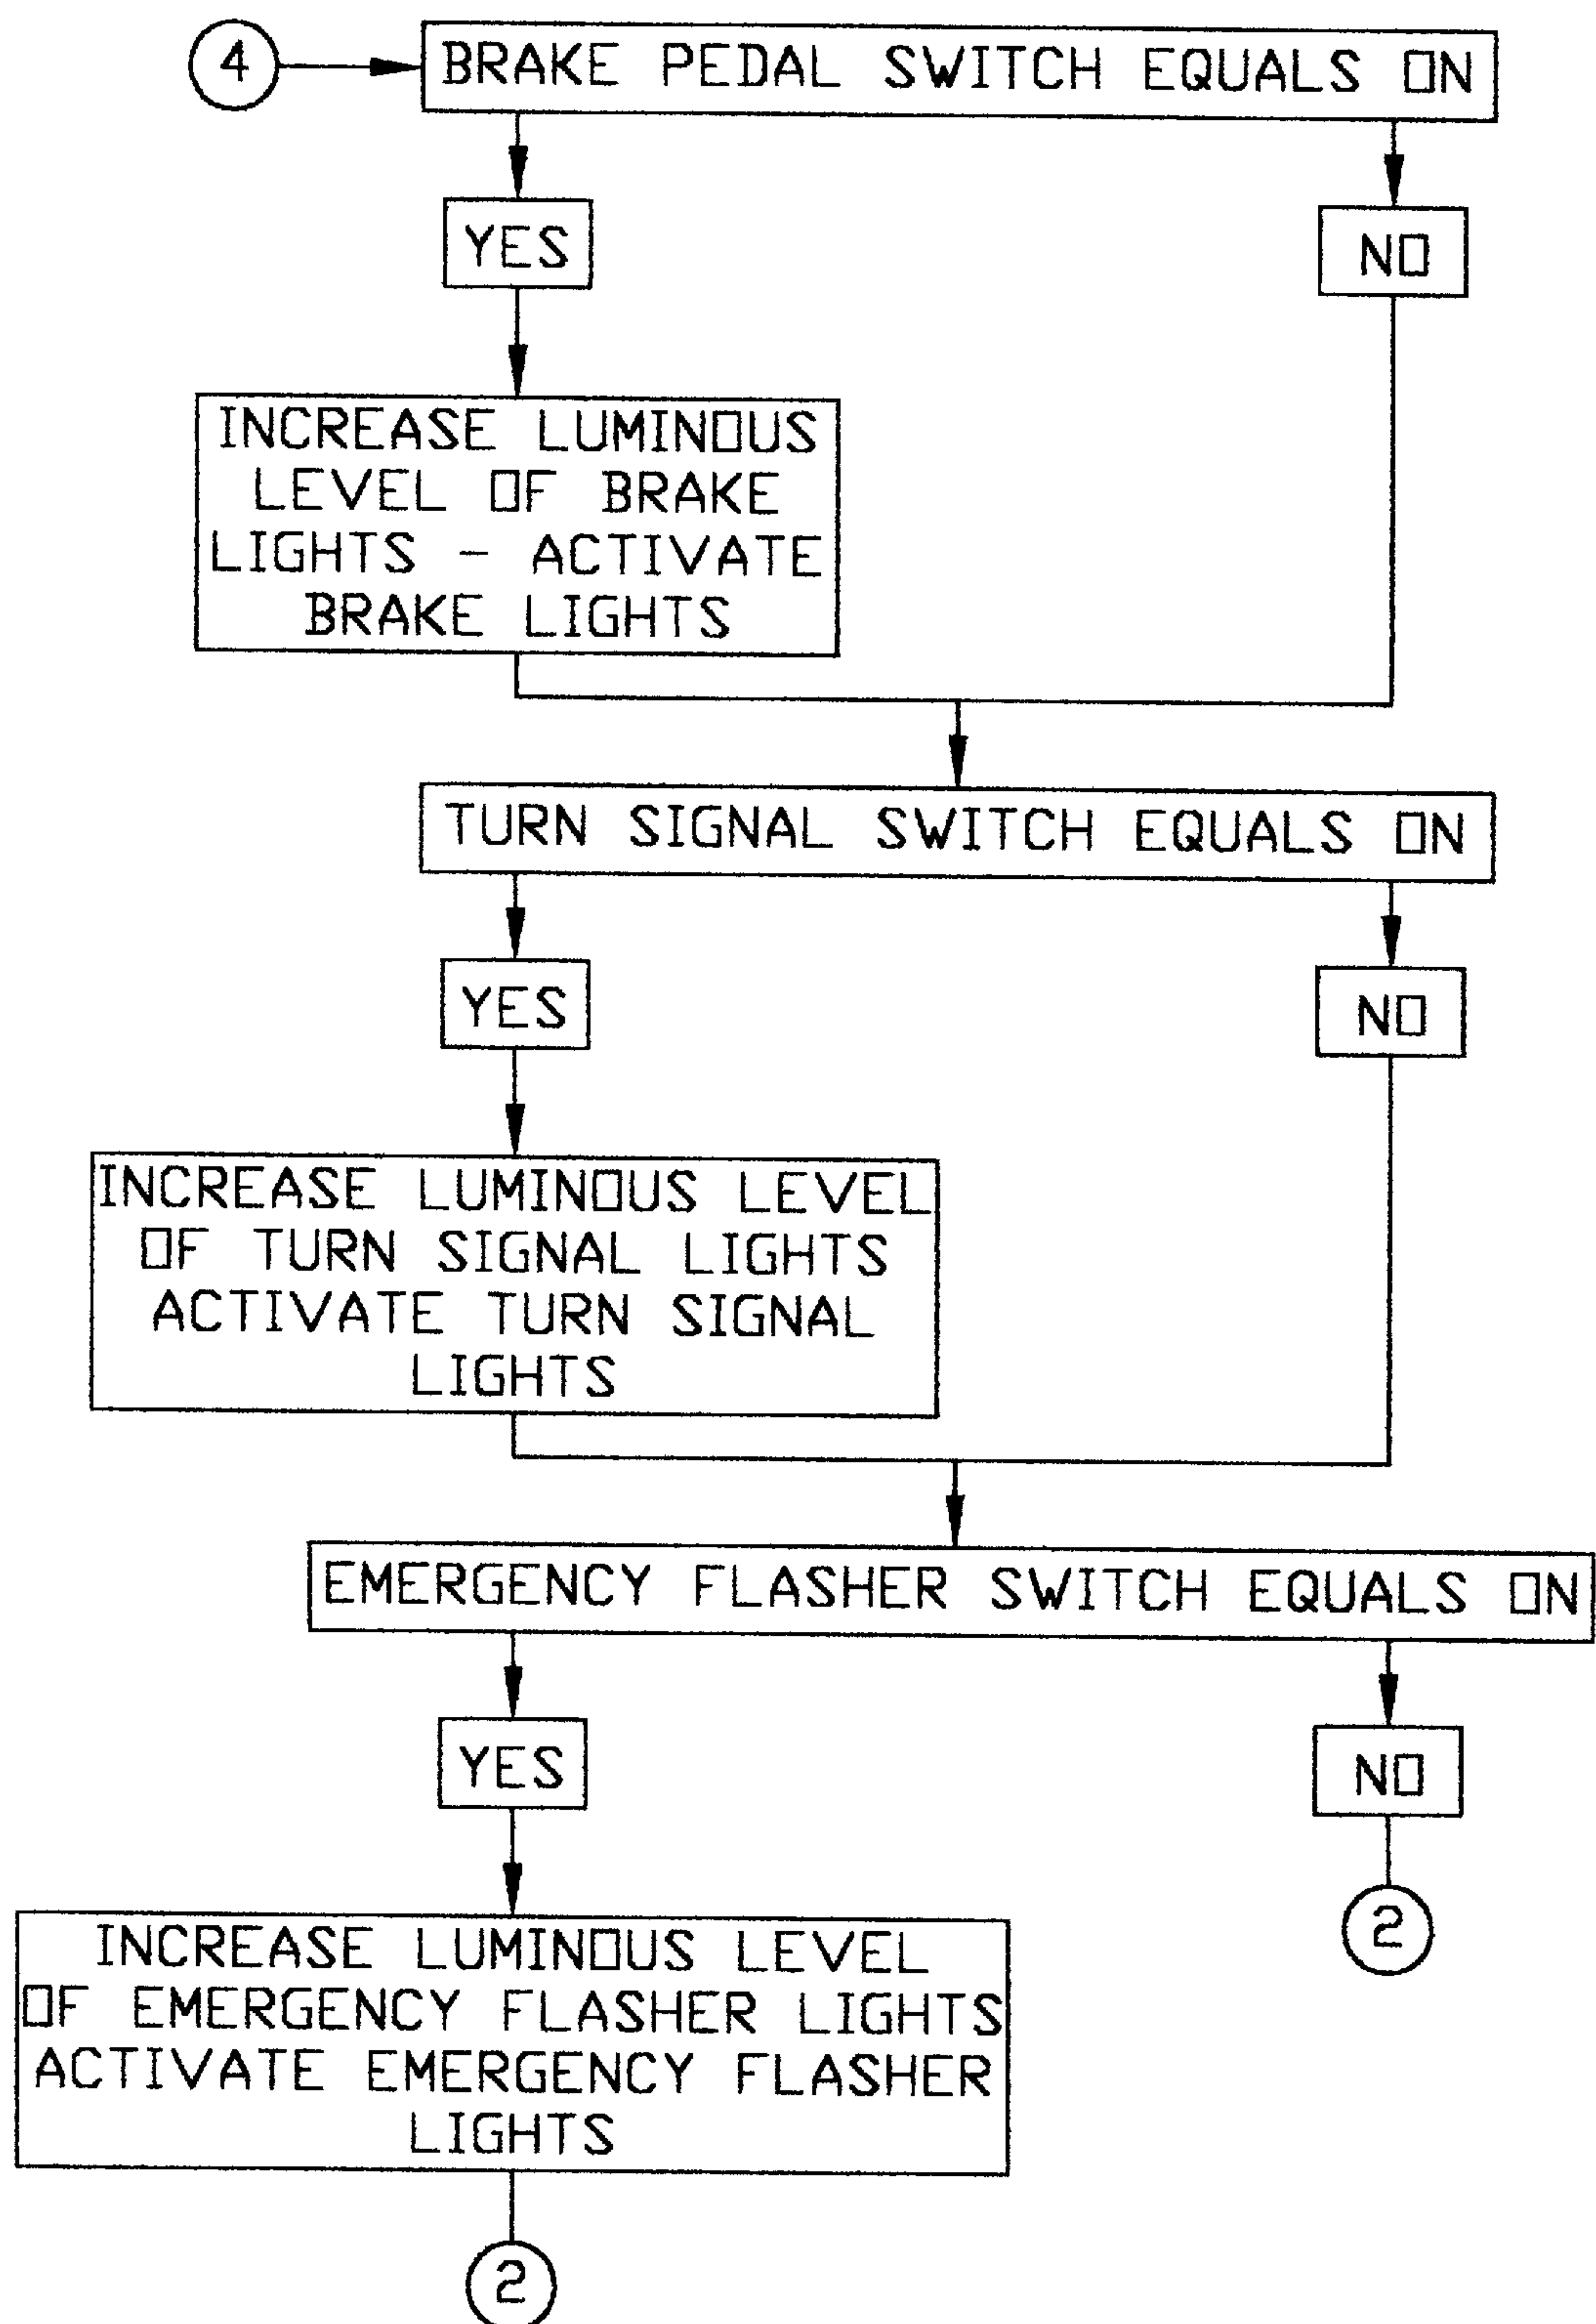 4
BRAKE PEDAL SWITCH EQUALS ON
YES
NO
INCREASE LUMINOUS
LEVEL OF BRAKE
LIGHTS - ACTIVATE
BRAKE LIGHTS
TURN SIGNAL SWITCH EQUALS ON
YES
NO
INCREASE LUMINOUS LEVEL
OF TURN SIGNAL LIGHTS
ACTIVATE TURN SIGNAL
LIGHTS
EMERGENCY FLASHER SWITCH EQUALS ON
YES
NO
2
INCREASE LUMINOUS LEVEL
OF EMERGENCY FLASHER LIGHTS
ACTIVATE EMERGENCY FLASHER
LIGHTS
2